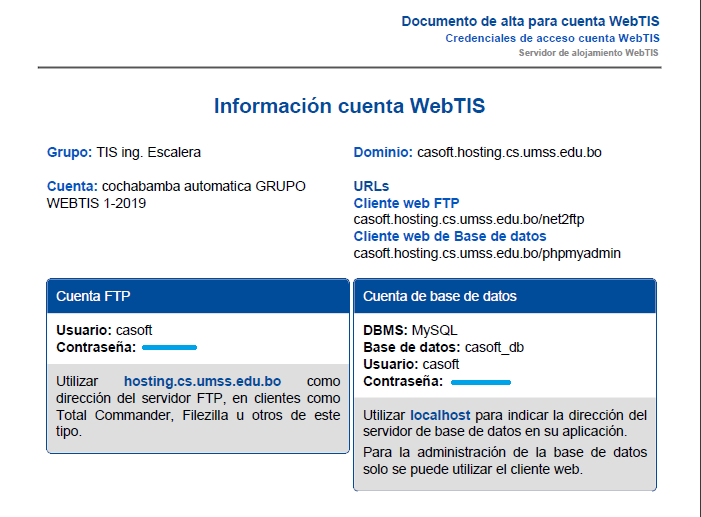 Documento de alta para cuenta WebTIS
Credenciales de acceso cuenta WebTIS
Servidor de alojamiento WebTIS
Información cuenta WebTIS
Grupo: TIS ing. Escalera
Cuenta: cochabamba automatica GRUPO
WEBTIS 1-2019
Dominio: casoft.hosting.cs.umss.edu.bo
URLs
Cliente web FTP
casoft.hosting.cs.umss.edu.bo/net2ftp
Cliente web de Base de datos
casoft.hosting.cs.umss.edu.bo/phpmyadmin
Cuenta FTP
Usuario: casoft
Contraseña:
Utilizar hosting.cs.umss.edu.bo como
dirección del servidor FTP, en clientes como
Total Commander, Filezilla u otros de este
tipo.
Cuenta de base de datos
DBMS: MySQL
Base de datos: casoft_db
Usuario: casoft
Contraseña:
Utilizar localhost para indicar la dirección del
servidor de base de datos en su aplicación.
Para la administración de la base de datos
solo se puede utilizar el cliente web.